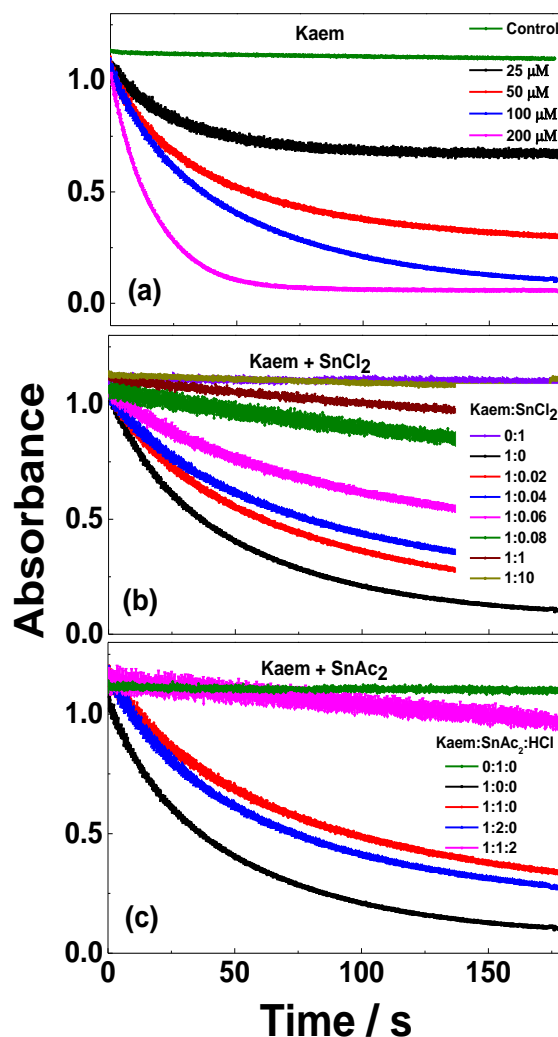 Kaem
Control
25 µM
50 µM
100 µM
200 µM
1.0
0.5
0.0
(a)
Kaem + SnCl₂
Kaem:SnCl₂
0:1
1:0
1:0.02
1:0.04
1:0.06
1:0.08
1:1
1:10
1.0
0.5
0.0
(b)
Absorbance
Kaem + SnAc₂
Kaem:SnAc₂:HCl
0:1:0
1:0:0
1:1:0
1:2:0
1:1:2
1.0
0.5
0.0
(c)
0 50 100 150
Time / s